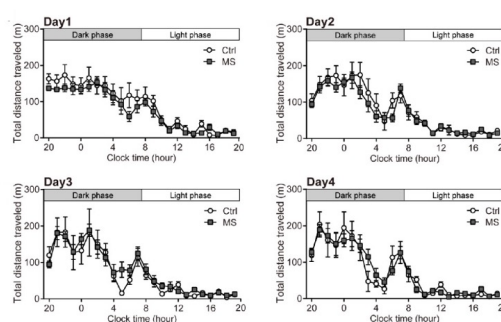 Day1
Dark phase Light phase
Total distance traveled (m)
300
200
100
0
Ctrl
MS
20 0 4 8 12 16 20
Clock time (hour)
Day2
Dark phase Light phase
Total distance traveled (m)
300
200
100
0
Ctrl
MS
20 0 4 8 12 16 20
Clock time (hour)
Day3
Dark phase Light phase
Total distance traveled (m)
300
200
100
0
Ctrl
MS
20 0 4 8 12 16 19
Clock time (hour)
Day4
Dark phase Light phase
Total distance traveled (m)
300
200
100
0
Ctrl
MS
20 0 4 8 12 16 19
Clock time (hour)